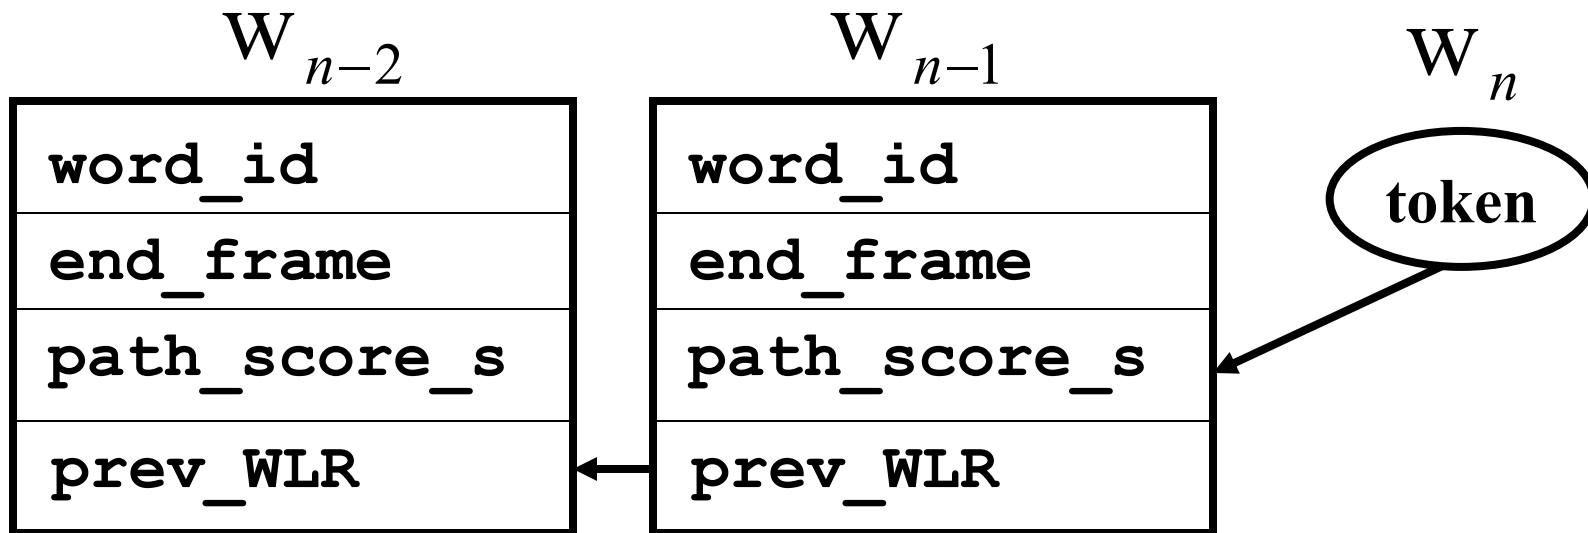 W n−2
word_id
end_frame
path_score_s
prev_WLR
W n−1
word_id
end_frame
path_score_s
prev_WLR
W n
token